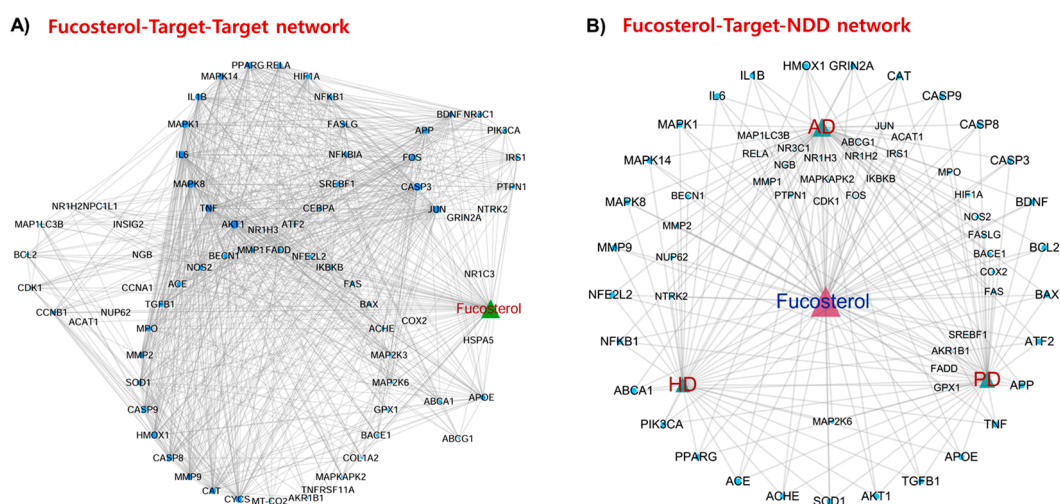 A) Fucosterol-Target-Target network
PPARG RELA
MAPK14
HIF1A
IL1B
NFKB1
MAPK1
FASLG
BDNF NR3C1
APP
PIK3CA
IL6
NFKBIA
FOS
IRS1
MAPK8
SREBF1
CASP3
PTPN1
NR1H2NPC1L1
TNF
CEBPA
JUN
NTRK2
MAP1LC3B
INSIG2
AKT1
ATF2
GRIN2A
NR1H3
BCL2
NGB
BECN1
MMP1 FADD
NFE2L2
NOS2
IKBKB
NR1C3
CDK1
CCNA1
ACE
FAS
TGFB1
BAX
Fucosterol
CCNB1
NUP62
ACAT1
MPO
ACHE
COX2
HSPA5
MMP2
MAP2K3
SOD1
MAP2K6
CASP9
GPX1
ABCA1
APOE
HMOX1
BACE1
ABCG1
CASP8
COL1A2
MMP9
MAPKAPK2
CAT
TNFRSF11A
CYCS
MT-CO2
AKR1B1
B) Fucosterol-Target-NDD network
HMOX1 GRIN2A
IL1B
CAT
IL6
CASP9
MAPK1
AD
JUN
CASP8
MAP1LC3B
NR3C1
ABCG1
ACAT1
MAPK14
RELA
NGB
NR1H3
NR1H2
IRS1
CASP3
MPO
MMP1
MAPKAPK2
IKBKB
MAPK8
BECN1
PTPN1
CDK1
FOS
HIF1A
BDNF
MMP2
NOS2
FASLG
MMP9
NUP62
BACE1
BCL2
COX2
NFE2L2
NTRK2
Fucosterol
FAS
BAX
NFKB1
SREBF1
ATF2
AKR1B1
FADD
ABCA1
HD
GPX1
PD
APP
PIK3CA
MAP2K6
TNF
PPARG
APOE
ACE
TGFB1
ACHE
SOD1
AKT1